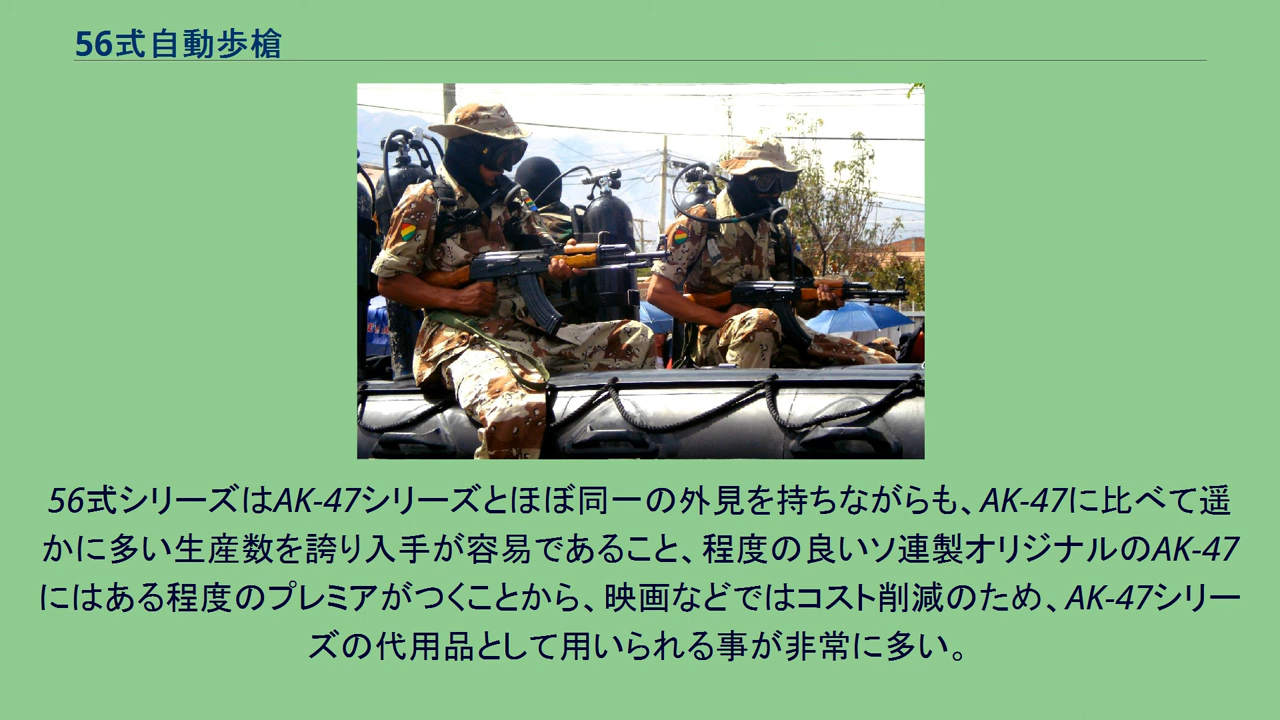 56式自動歩槍
56式シリーズはAK-47シリーズとほぼ同一の外見を持ちながらも、AK-47に比べて遥
かに多い生産数を誇り入手が容易であること、程度の良いソ連製オリジナルのAK-47
にはある程度のプレミアがつくことから、映画などではコスト削減のため、AK-47シリー
ズの代用品として用いられる事が非常に多い。